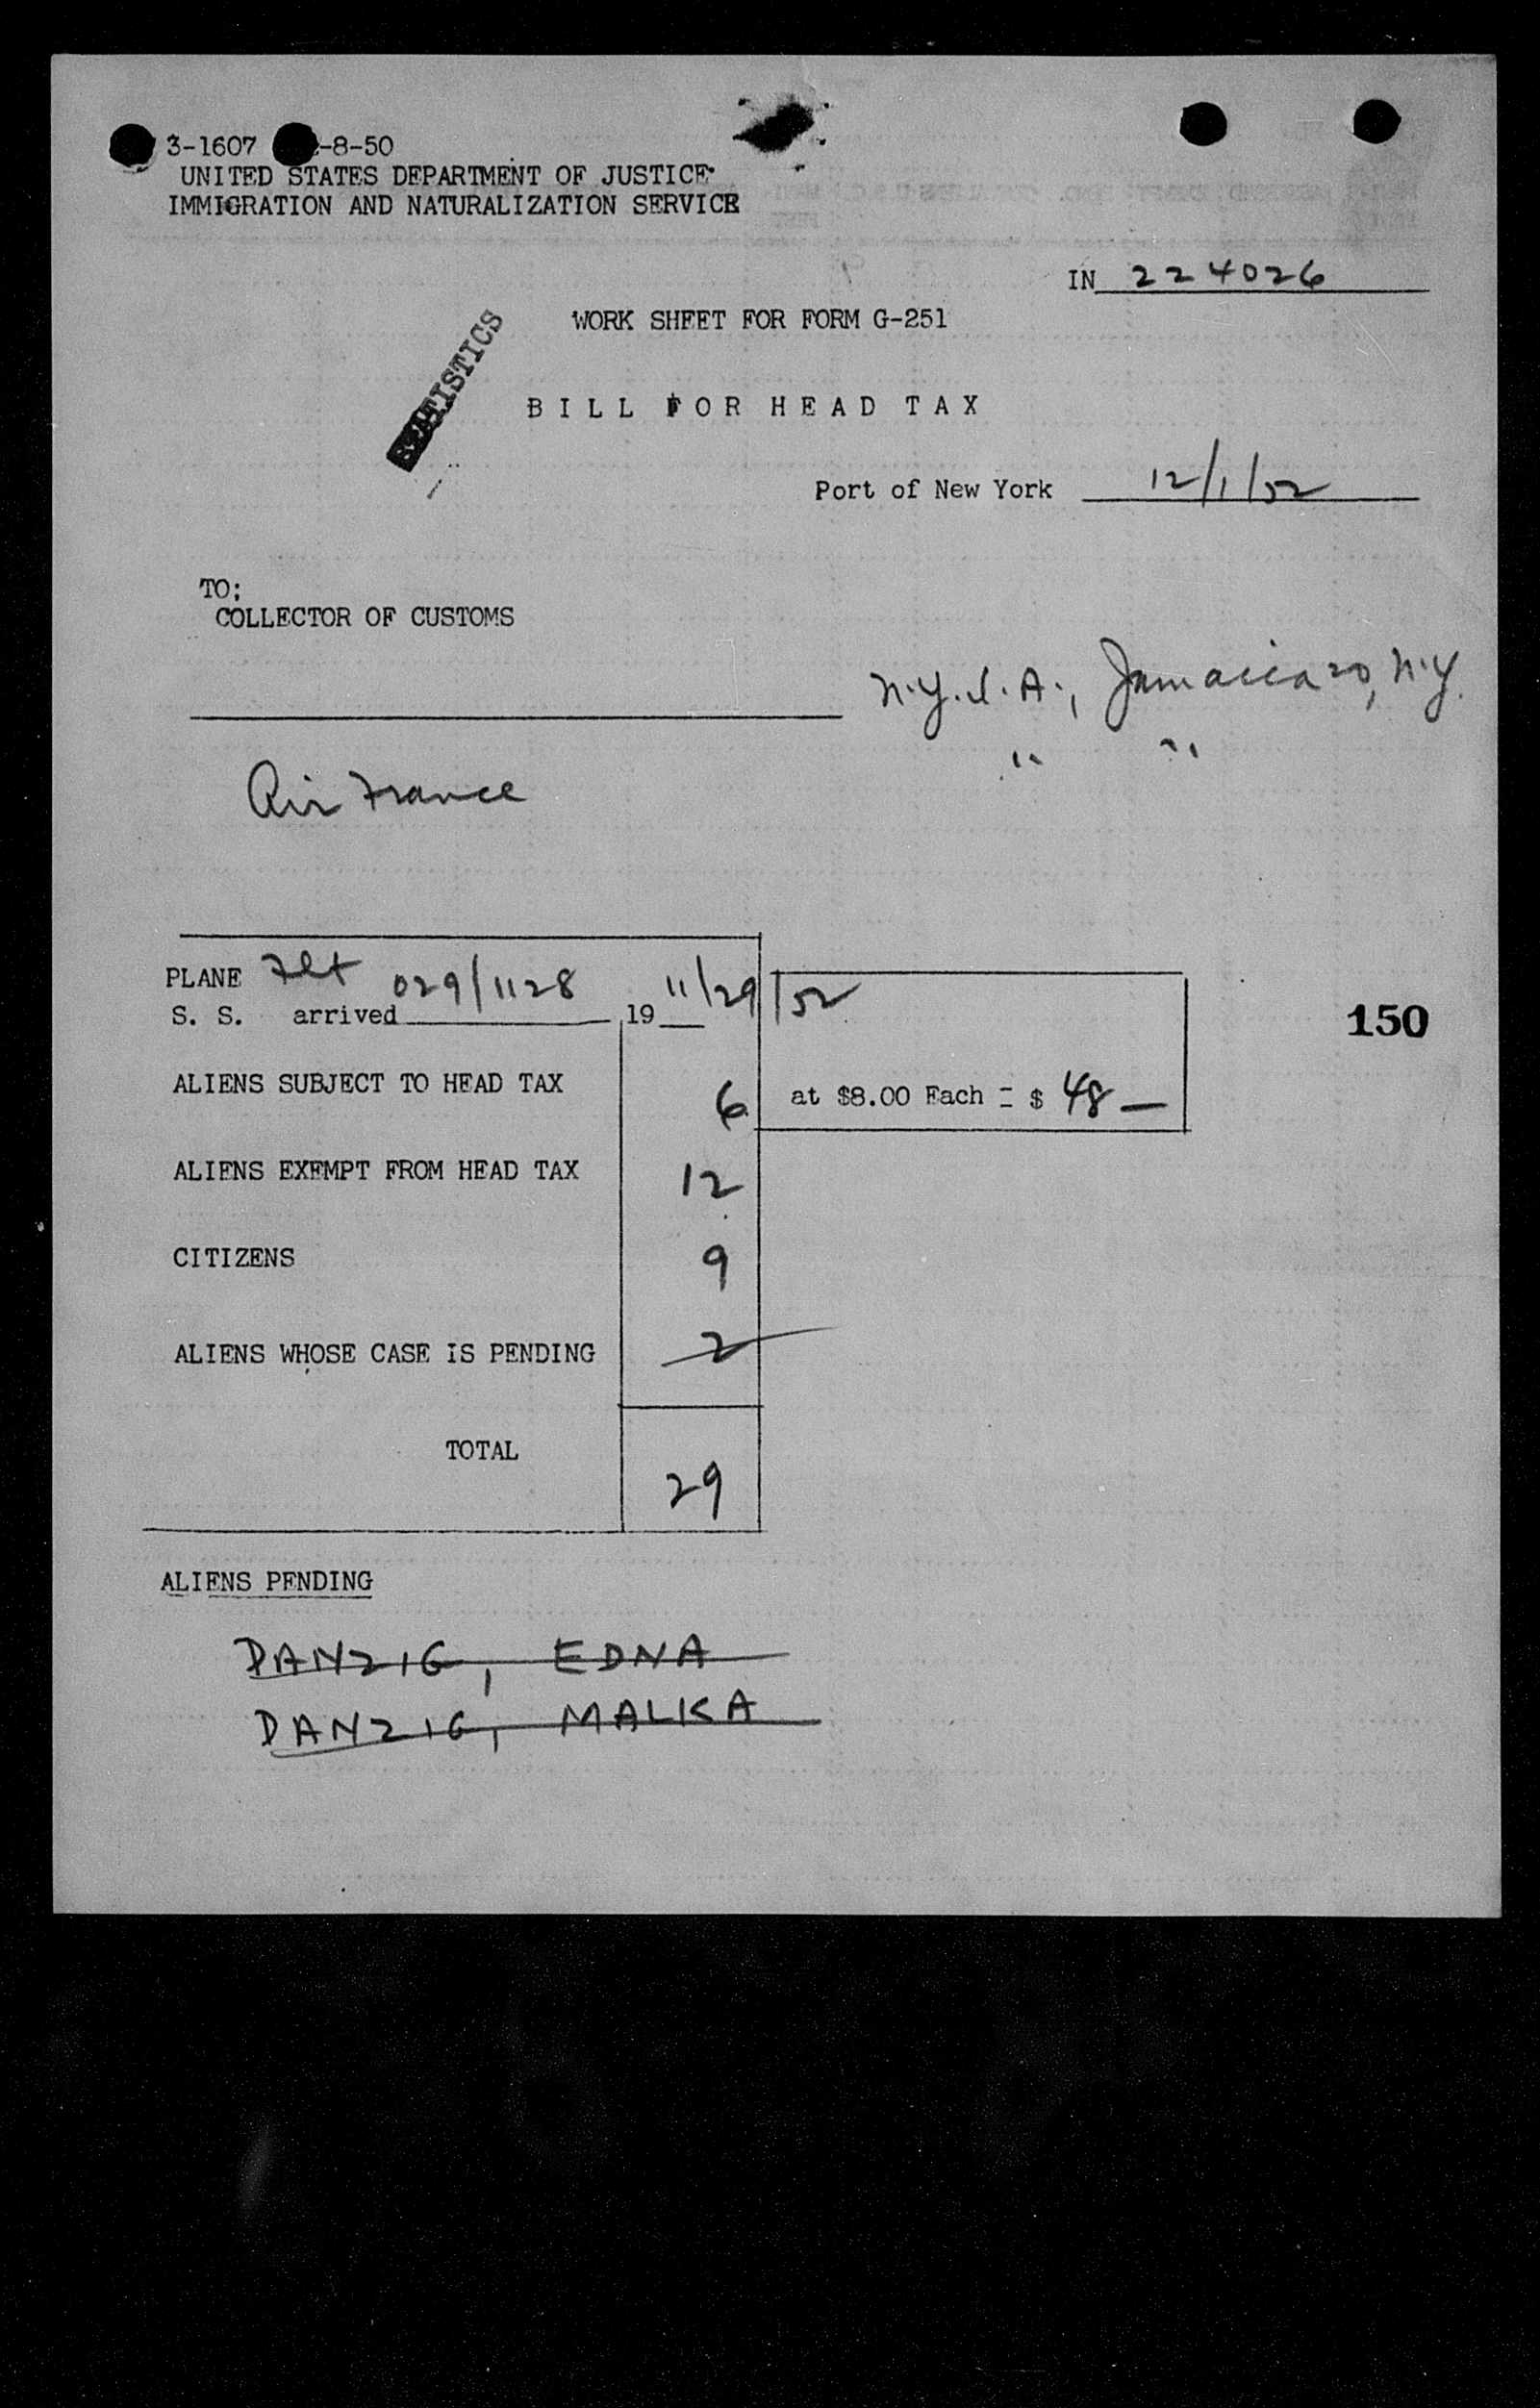 3-1607 -8-50
UNITED STATES DEPARTMENT OF JUSTICE
IMMIGRATION AND NATURALIZATION SERVICE
IN 224026
WORK SHEET FOR FORM G-251
STATISTICS
BILL FOR HEAD TAX
Port of New York 12/1/52
TO:
COLLECTOR OF CUSTOMS
N.Y.I.A., Jamaica 20, N.Y.
" "
Air France
PLANE Flt 029/1128 11/29/52
S. S. arrived 19
150
ALIENS SUBJECT TO HEAD TAX 6 at $8.00 Each = $ 48 —
ALIENS EXEMPT FROM HEAD TAX 12
CITIZENS 9
ALIENS WHOSE CASE IS PENDING 2
TOTAL 29
ALIENS PENDING
DANZIG, EDNA
DANZIG, MALKA